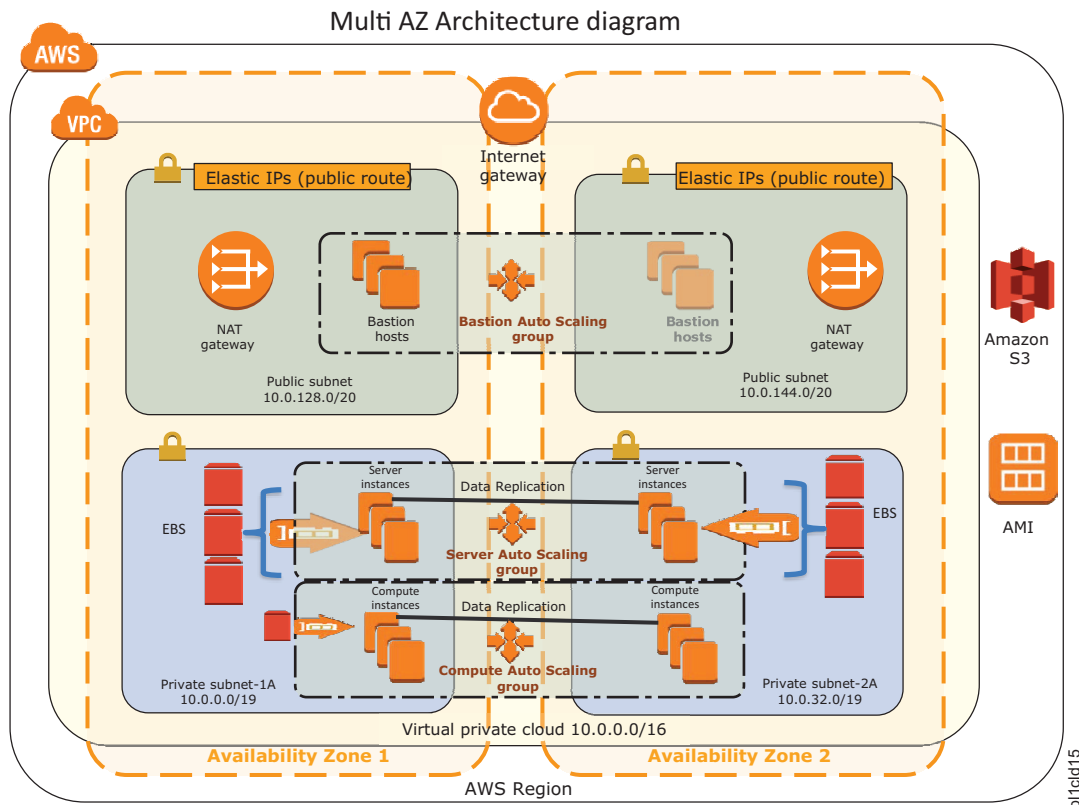 Multi AZ Architecture diagram
AWS
VPC
Internet
gateway
Elastic IPs (public route)
Elastic IPs (public route)
NAT
gateway
Bastion
hosts
Bastion Auto Scaling
group
Bastion
hosts
NAT
gateway
Public subnet
10.0.128.0/20
Public subnet
10.0.144.0/20
Amazon
S3
AMI
EBS
Server
instances
Data Replication
Server
instances
EBS
Server Auto Scaling
group
Compute
instances
Data Replication
Compute
instances
Compute Auto Scaling
group
Private subnet-1A
10.0.0.0/19
Private subnet-2A
10.0.32.0/19
Virtual private cloud 10.0.0.0/16
Availability Zone 1
Availability Zone 2
AWS Region
bl1cld15